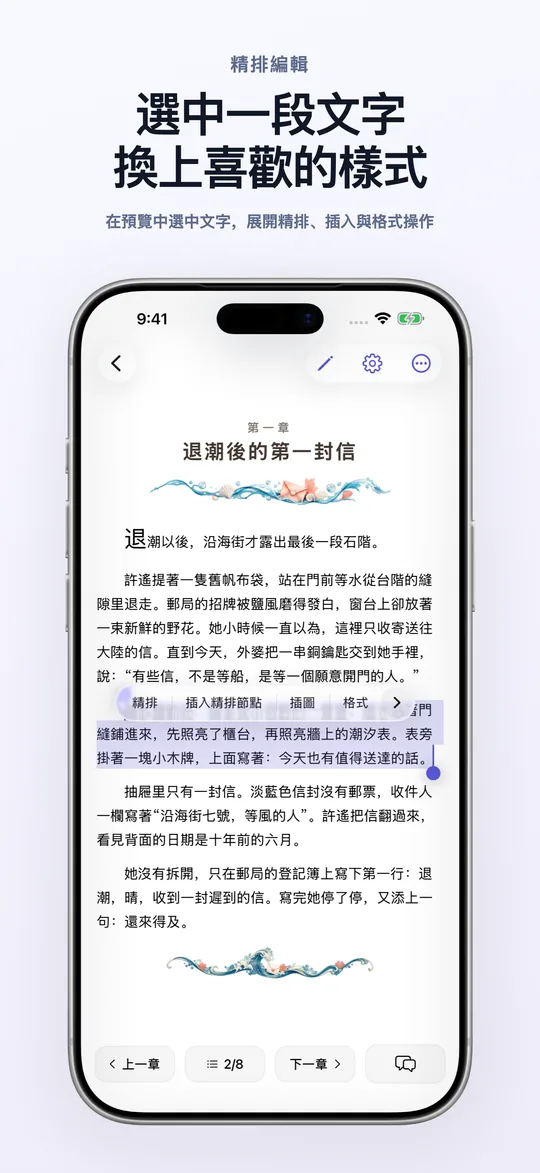 精排編輯
選中一段文字
換上喜歡的樣式
在預覽中選中文字，展開精排、插入與格式操作
9:41
第一章
退潮後的第一封信
退潮以後，沿海街才露出最後一段石階。
許遙提著一隻舊帆布袋，站在門前等水從台階的縫
隙里退走。郵局的招牌被鹽風磨得發白，窗台上卻放著
一束新鮮的野花。她小時候一直以為，這裡只收寄送往
大陸的信。直到今天，外婆把一串銅鑰匙交到她手裡，
說：“有些信，不是等船，是等一個願意開門的人。”
精排
插入精排節點
插圖
格式
門
縫鋪進來，先照亮了櫃台，再照亮牆上的潮汐表。表旁
掛著一塊小木牌，上面寫著：今天也有值得送達的話。
抽屜里只有一封信。淡藍色信封沒有郵票，收件人
一欄寫著“沿海街七號，等風的人”。許遙把信翻過來，
看見背面的日期是十年前的六月。
她沒有拆開，只在郵局的登記簿上寫下第一行：退
潮，晴，收到一封遲到的信。寫完她停了停，又添上一
句：還來得及。
上一章
2/8
下一章